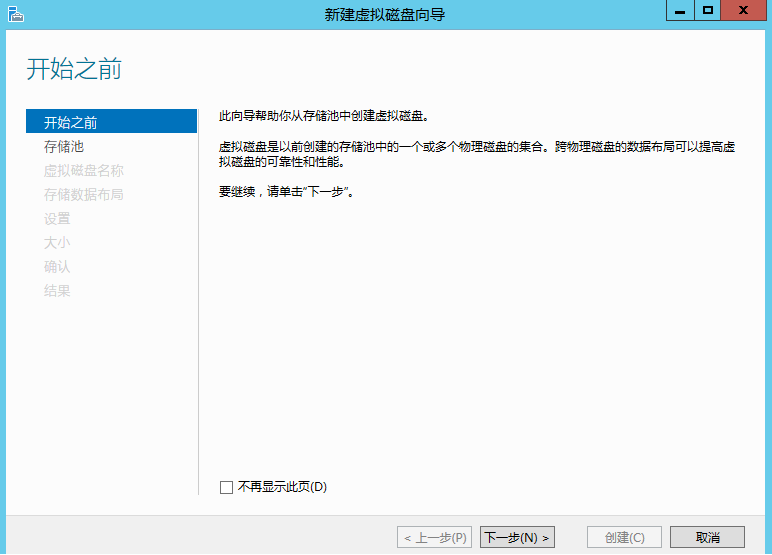 新建虚拟磁盘向导
开始之前
开始之前
存储池
虚拟磁盘名称
存储数据布局
设置
大小
确认
结果
此向导帮助你从存储池中创建虚拟磁盘。
虚拟磁盘是以前创建的存储池中的一个或多个物理磁盘的集合。跨物理磁盘的数据布局可以提高虚
拟磁盘的可靠性和性能。
要继续，请单击"下一步"。
不再显示此页(D)
< 上一步(P)
下一步(N) >
创建(C)
取消